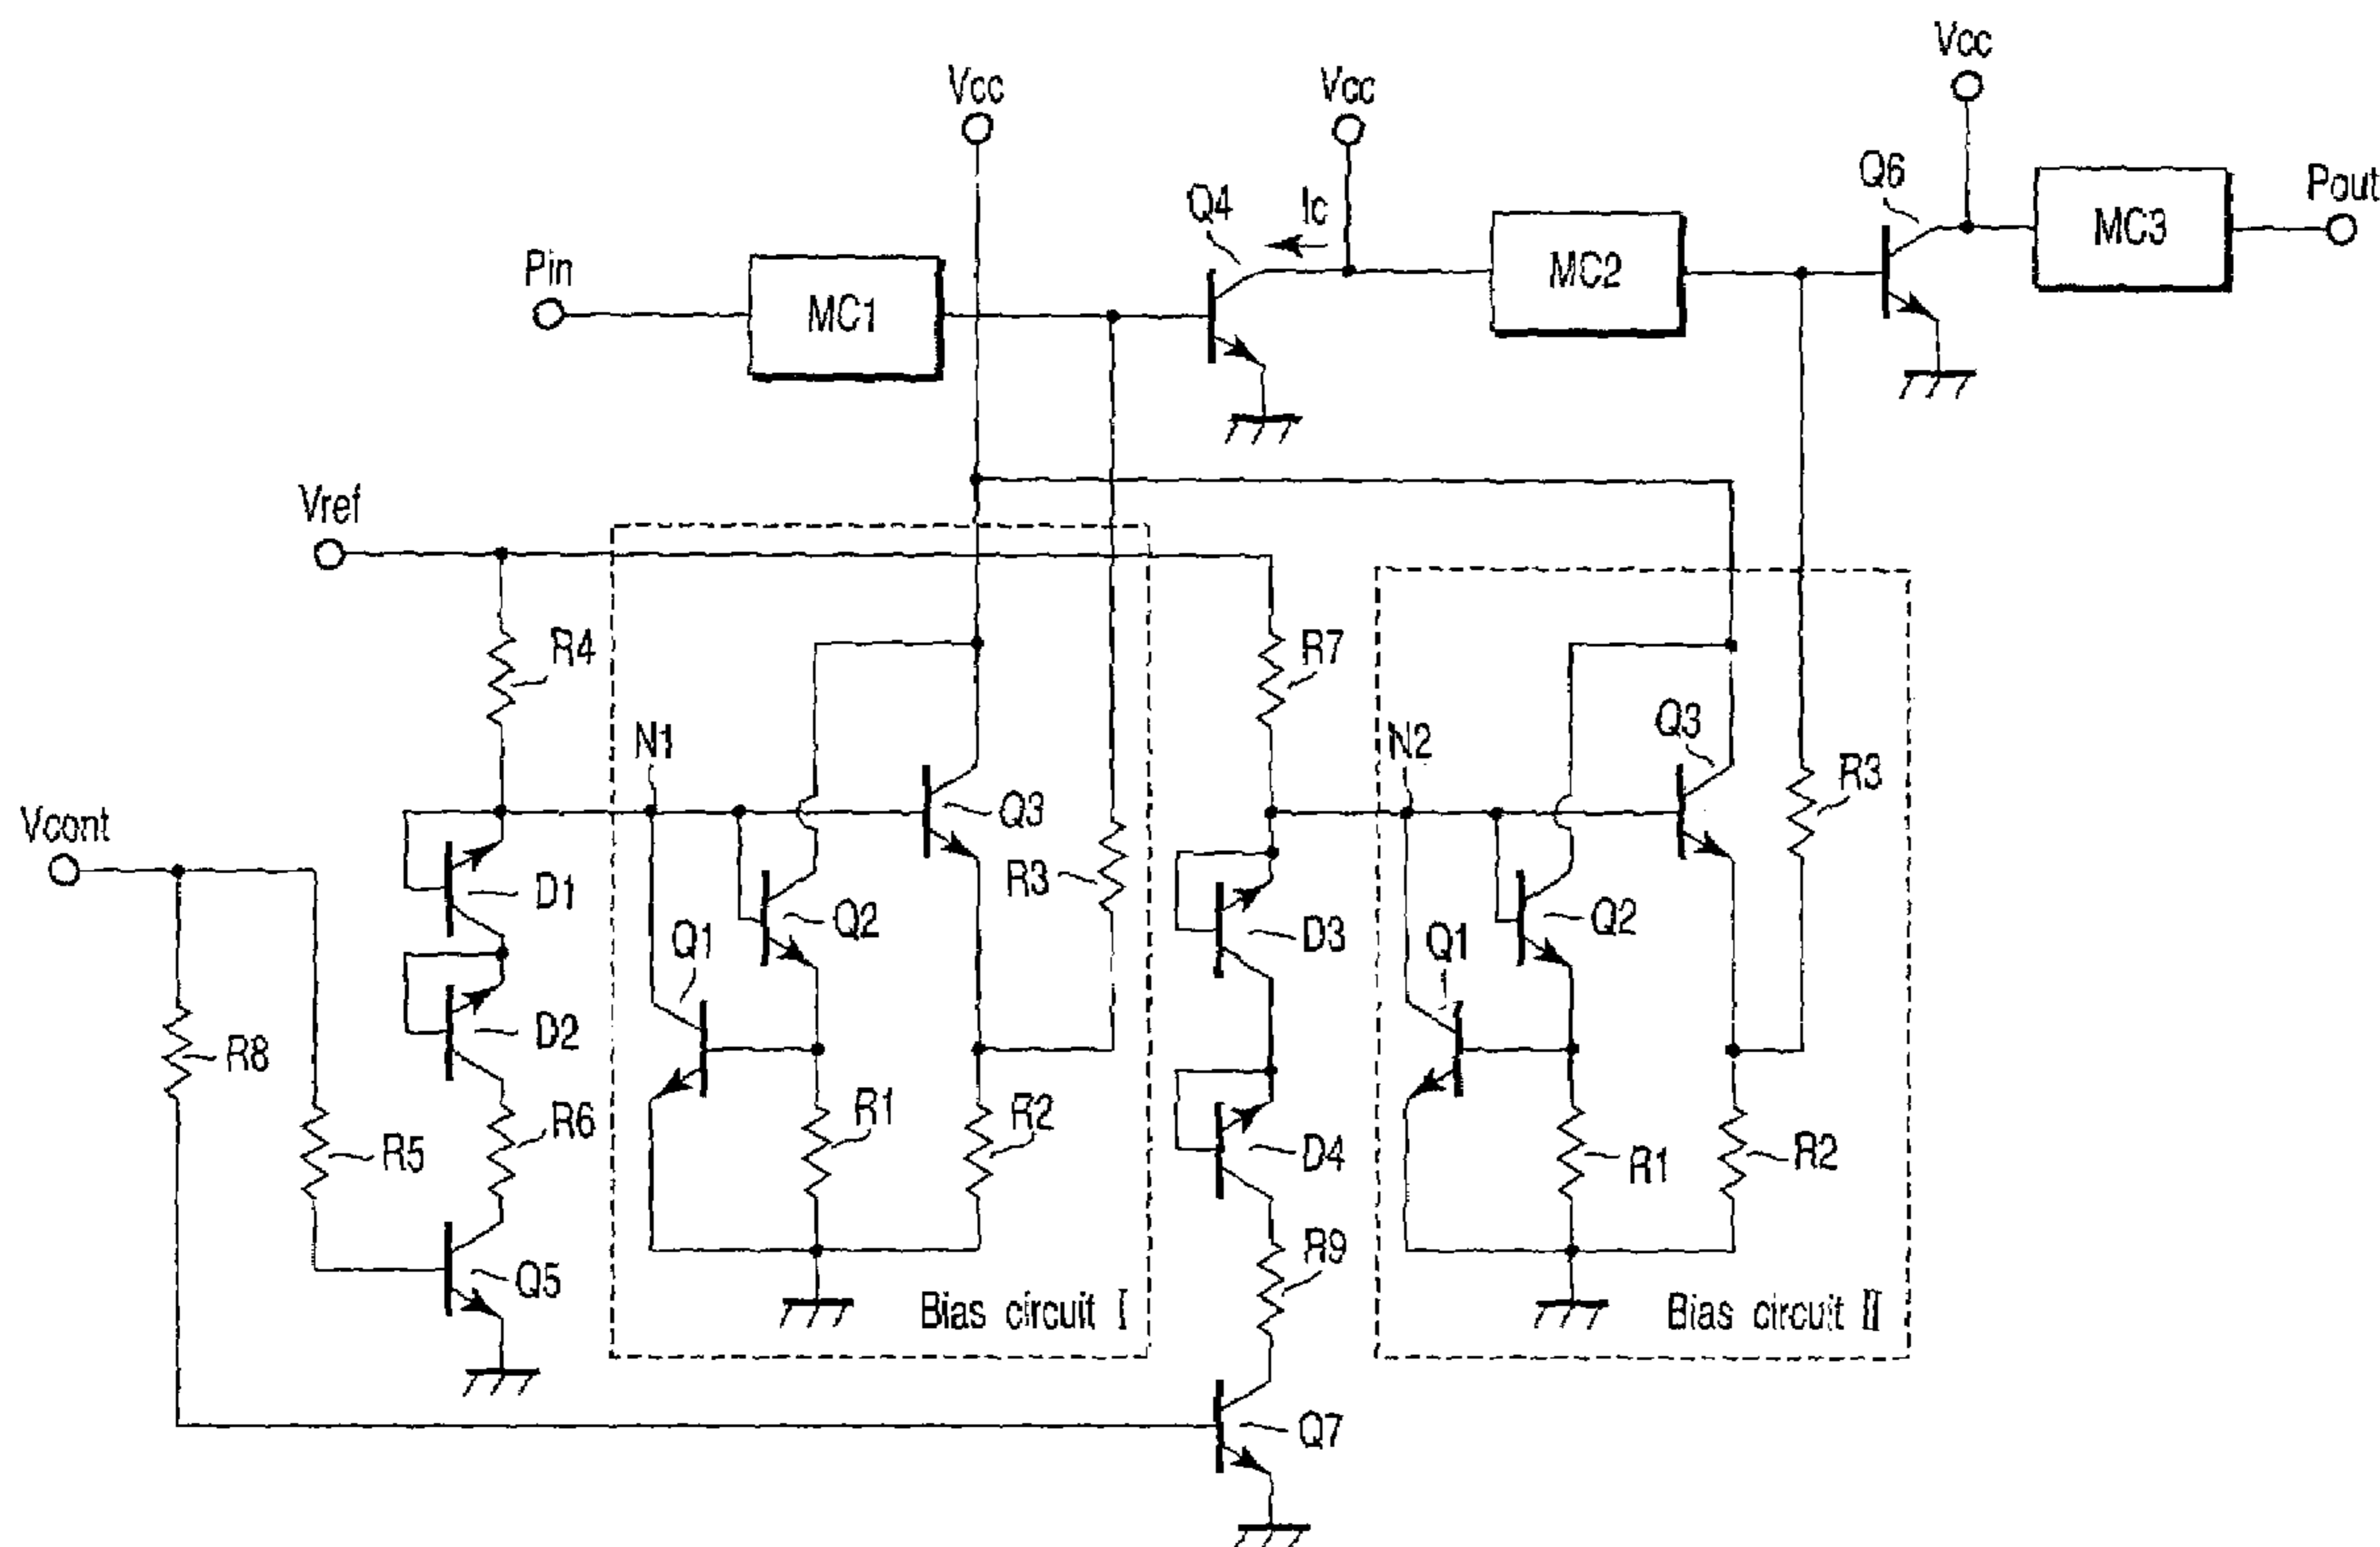 Vcc
Vcc
Vcc
Q6
Pout
MC3
Q4
Ic
MC2
Pin
MC1
Vref
R4
R7
N1
N2
Q3
R3
Vcont
Q3
D1
R3
Q2
Q1
D3
Q2
Q1
D2
R8
R6
R5
R1
R2
D4
R1
R2
R9
Q5
Bias circuit I
Bias circuit II
Q7